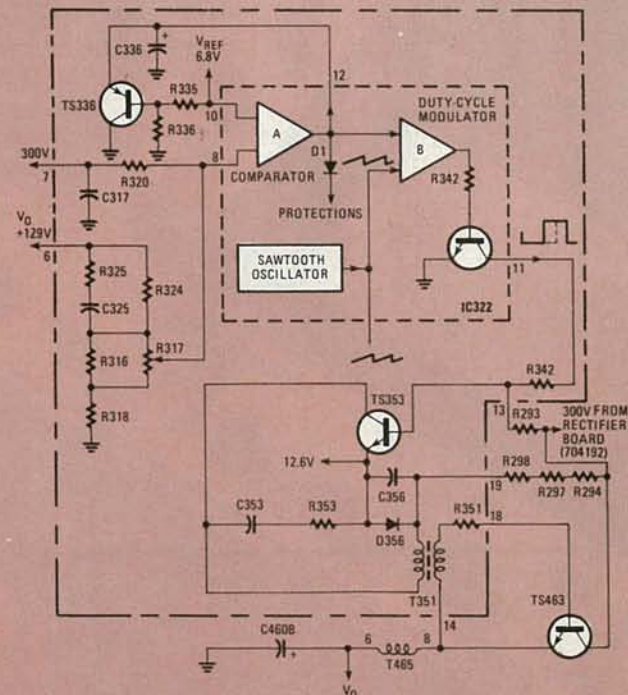 C336
+
VREF
6.8V
12
TS336
R335
10
R336
DUTY-CYCLE
MODULATOR
A
B
D1
R342
300V
7
8
R320
COMPARATOR
C317
PROTECTIONS
VO
+129V
6
R325
R324
SAWTOOTH
OSCILLATOR
11
IC322
C325
R316
R317
R318
TS353
R342
13
R293
300V FROM
RECTIFIER
BOARD
(704192)
12.6V
C356
19
R298
R297
R294
C353
R353
D356
R351
18
T351
TS463
14
C460B
+
6
8
T465
VO